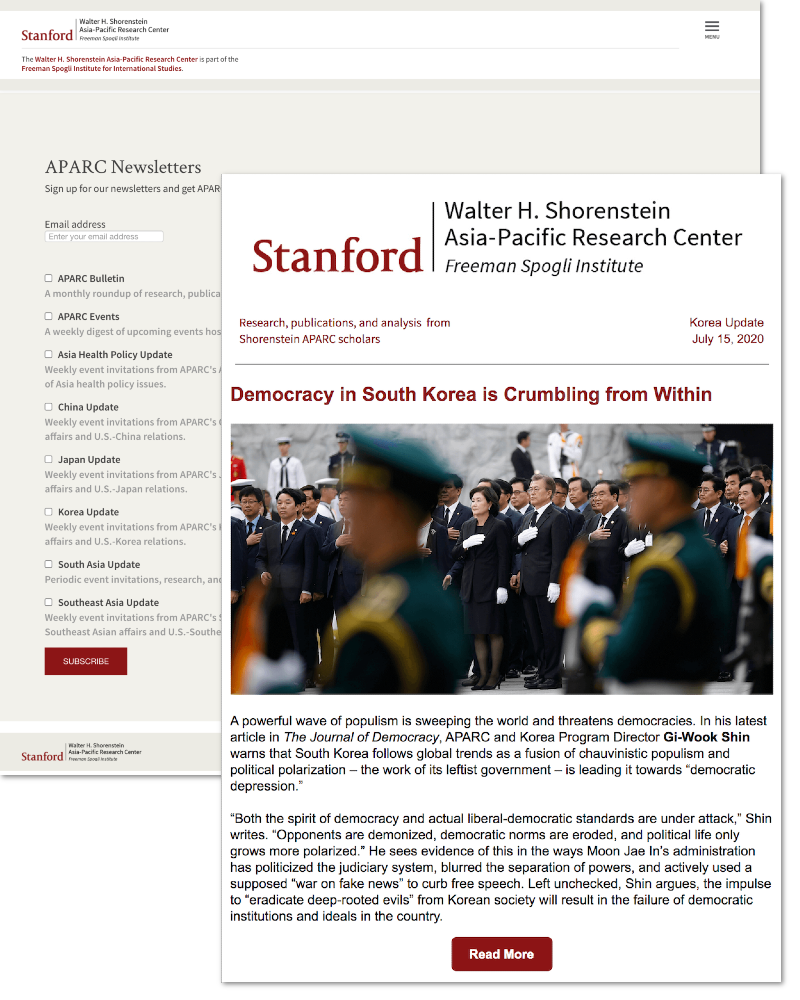 Stanford
Walter H. Shorenstein
Asia-Pacific Research Center
Freeman Spogli Institute
MENU
The Walter H. Shorenstein Asia-Pacific Research Center is part of the
Freeman Spogli Institute for International Studies.
APARC Newsletters
Sign up for our newsletters and get APAR
Email address
Enter your email address
APARC Bulletin
A monthly roundup of research, publica
APARC Events
A weekly digest of upcoming events hos
Asia Health Policy Update
Weekly event invitations from APARC's
of Asia health policy issues.
China Update
Weekly event invitations from APARC's
affairs and U.S.-China relations.
Japan Update
Weekly event invitations from APARC's
affairs and U.S.-Japan relations.
Korea Update
Weekly event invitations from APARC's
affairs and U.S.-Korea relations.
South Asia Update
Periodic event invitations, research, and
Southeast Asia Update
Weekly event invitations from APARC's
Southeast Asian affairs and U.S.-Southe
SUBSCRIBE
Stanford
Walter H. Shorenstein
Asia-Pacific Research Center
Freeman Spogli Institute
Stanford
Walter H. Shorenstein
Asia-Pacific Research Center
Freeman Spogli Institute
Research, publications, and analysis from
Shorenstein APARC scholars
Korea Update
July 15, 2020
Democracy in South Korea is Crumbling from Within
A powerful wave of populism is sweeping the world and threatens democracies. In his latest
article in The Journal of Democracy, APARC and Korea Program Director Gi-Wook Shin
warns that South Korea follows global trends as a fusion of chauvinistic populism and
political polarization – the work of its leftist government – is leading it towards “democratic
depression.”
“Both the spirit of democracy and actual liberal-democratic standards are under attack,” Shin
writes. “Opponents are demonized, democratic norms are eroded, and political life only
grows more polarized.” He sees evidence of this in the ways Moon Jae In’s administration
has politicized the judiciary system, blurred the separation of powers, and actively used a
supposed “war on fake news” to curb free speech. Left unchecked, Shin argues, the impulse
to “eradicate deep-rooted evils” from Korean society will result in the failure of democratic
institutions and ideals in the country.
Read More